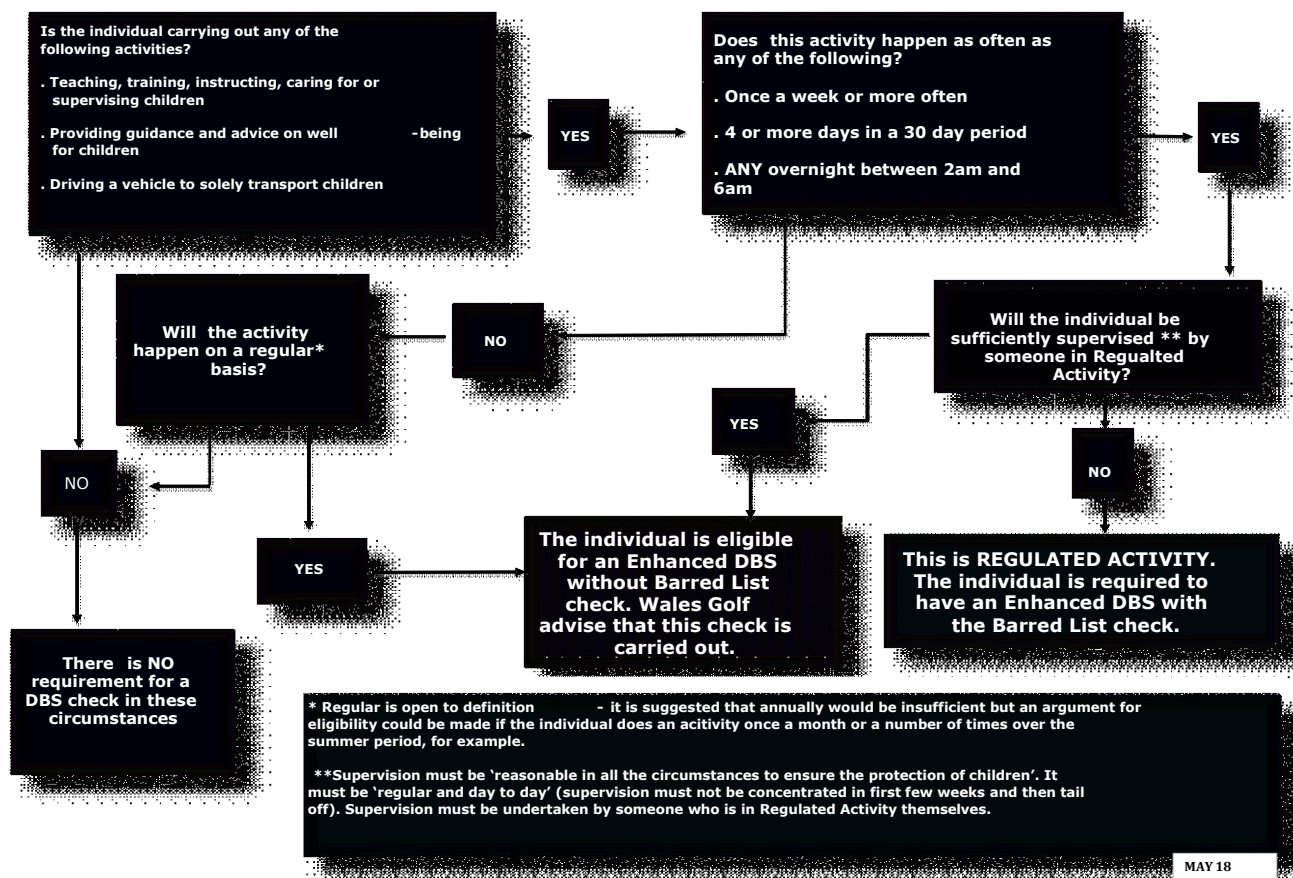 Is the individual carrying out any of the
following activities?
. Teaching, training, instructing, caring for or
supervising children
. Providing guidance and advice on well -being
for children
. Driving a vehicle to solely transport children
YES
Does this activity happen as often as
any of the following?
. Once a week or more often
. 4 or more days in a 30 day period
. ANY overnight between 2am and
6am
YES
Will the activity
happen on a regular*
basis?
NO
Will the individual be
sufficiently supervised ** by
someone in Regualted
Activity?
YES
NO
NO
YES
The individual is eligible
for an Enhanced DBS
without Barred List
check. Wales Golf
advise that this check is
carried out.
This is REGULATED ACTIVITY.
The individual is required to
have an Enhanced DBS with
the Barred List check.
There is NO
requirement for a
DBS check in these
circumstances
* Regular is open to definition - it is suggested that annually would be insufficient but an argument for
eligibility could be made if the individual does an acitivity once a month or a number of times over the
summer period, for example.
**Supervision must be ‘reasonable in all the circumstances to ensure the protection of children’. It
must be ‘regular and day to day’ (supervision must not be concentrated in first few weeks and then tail
off). Supervision must be undertaken by someone who is in Regulated Activity themselves.
MAY 18